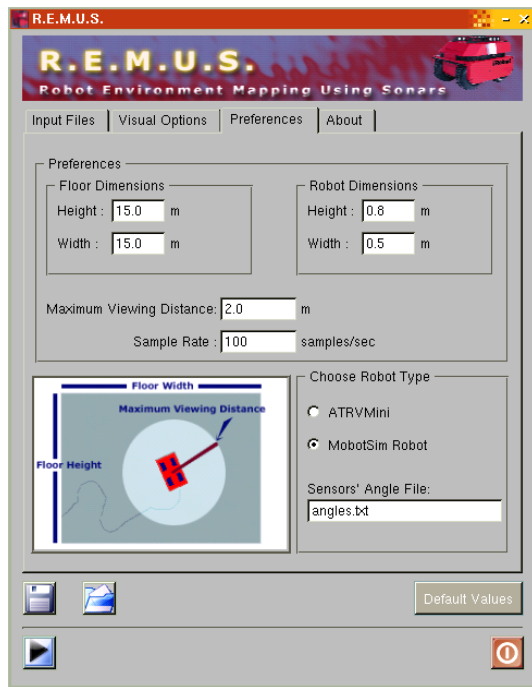 R.E.M.U.S.
R.E.M.U.S.
Robot Environment Mapping Using Sonars
Input Files Visual Options Preferences About
Preferences
Floor Dimensions
Height : 15.0 m
Width : 15.0 m
Robot Dimensions
Height : 0.8 m
Width : 0.5 m
Maximum Viewing Distance: 2.0 m
Sample Rate : 100 samples/sec
Floor Width
Maximum Viewing Distance
Floor Height
Choose Robot Type
ATRVMini
MobotSim Robot
Sensors' Angle File:
angles.txt
Default Values